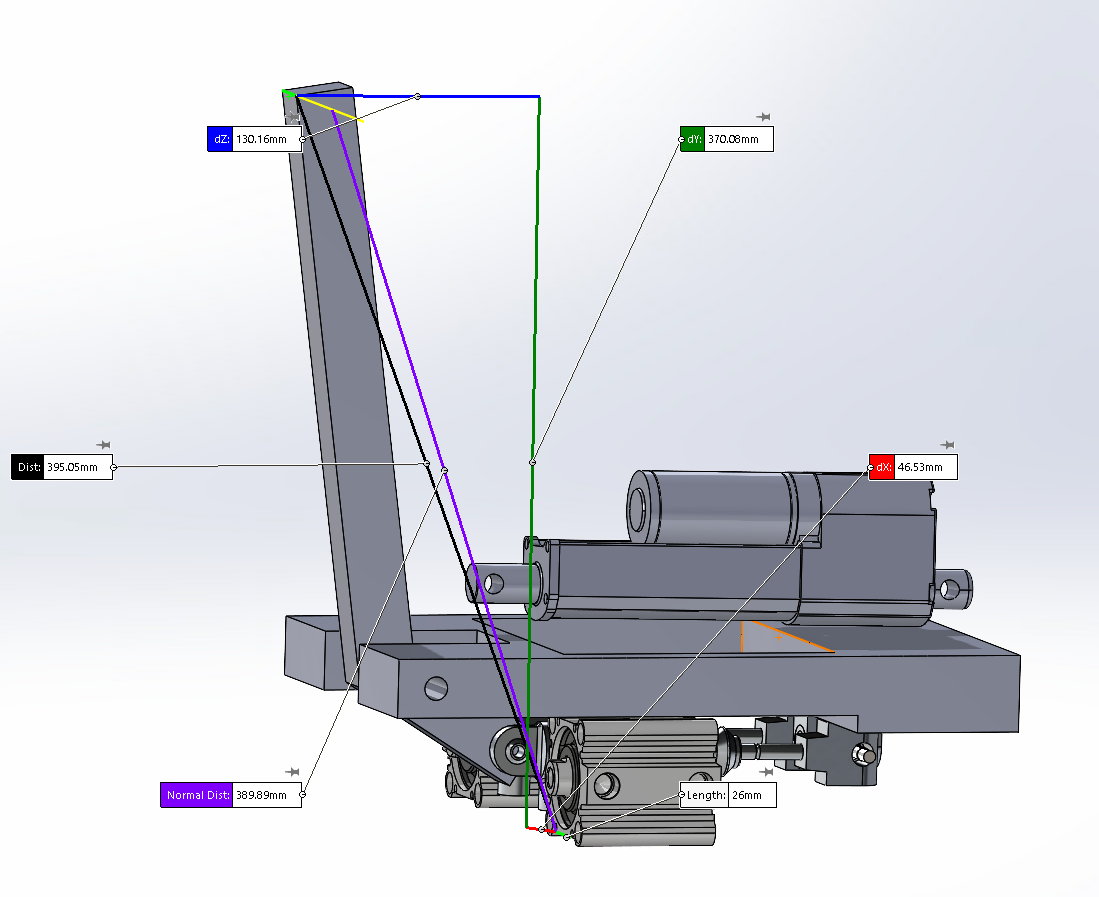 dZ: 130.16mm
dY: 370.08mm
Dist: 395.05mm
dX: 46.53mm
Normal Dist: 389.89mm
Length: 26mm